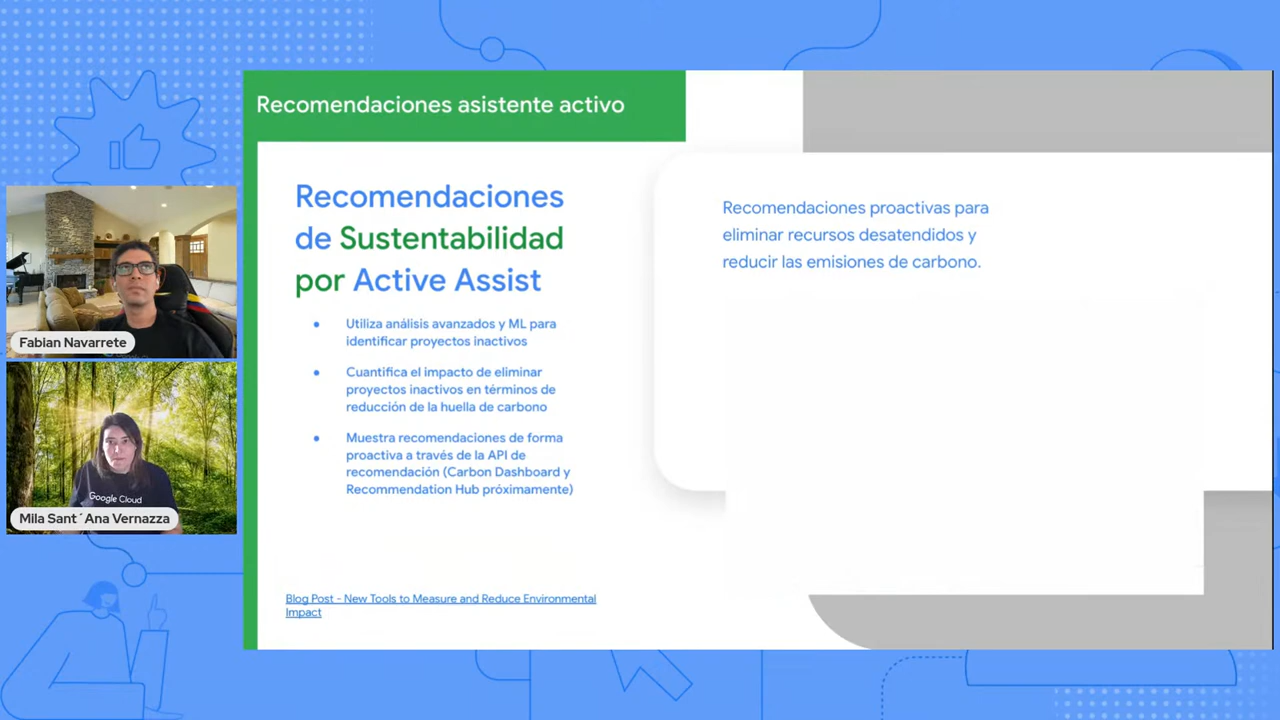 Recomendaciones asistente activo
Recomendaciones
de Sustentabilidad
por Active Assist
Utiliza análisis avanzados y ML para
identificar proyectos inactivos
Cuantifica el impacto de eliminar
proyectos inactivos en términos de
reducción de la huella de carbono
Muestra recomendaciones de forma
proactiva a través de la API de
recomendación (Carbon Dashboard y
Recommendation Hub próximamente)
Blog Post - New Tools to Measure and Reduce Environmental
Impact
Recomendaciones proactivas para
eliminar recursos desatendidos y
reducir las emisiones de carbono.
Fabian Navarrete
Google Cloud
Mila Sant´Ana Vernazza